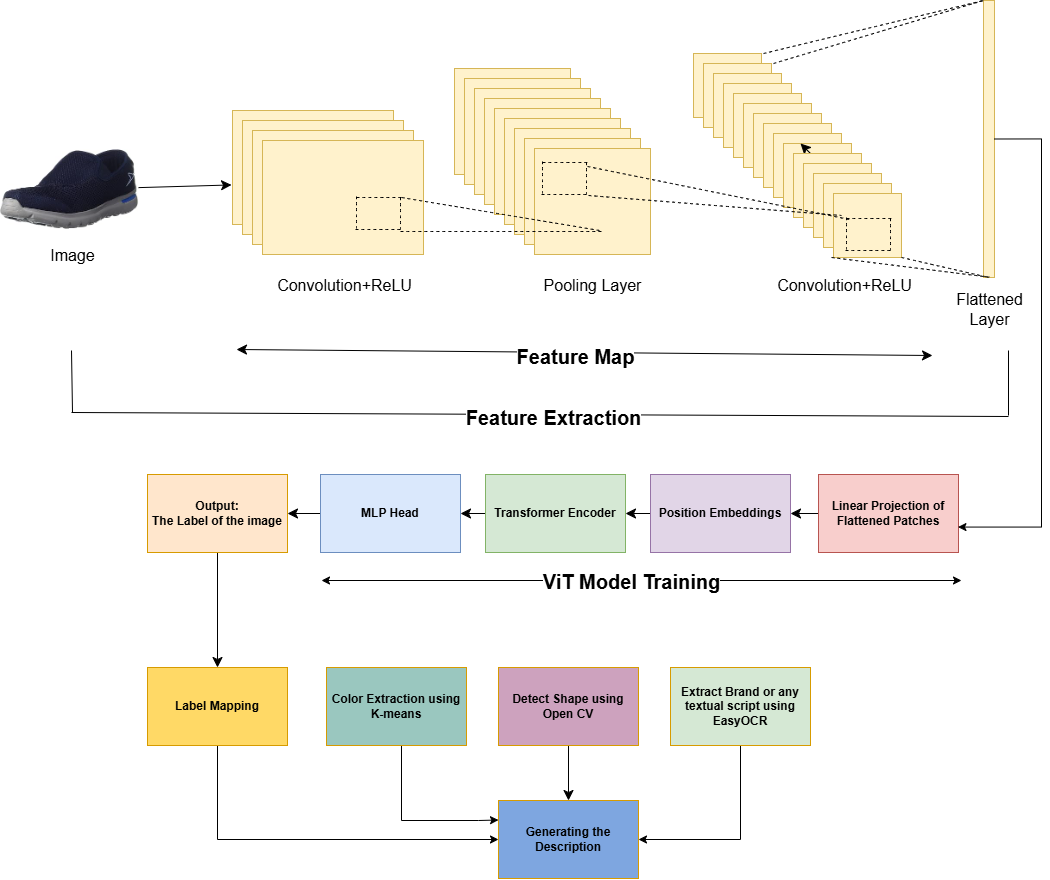 Image
Convolution+ReLU
Pooling Layer
Convolution+ReLU
Flattened
Layer
Feature Map
Feature Extraction
Output:
The Label of the image
MLP Head
Transformer Encoder
Position Embeddings
Linear Projection of
Flattened Patches
ViT Model Training
Label Mapping
Color Extraction using
K-means
Detect Shape using
Open CV
Extract Brand or any
textual script using
EasyOCR
Generating the
Description